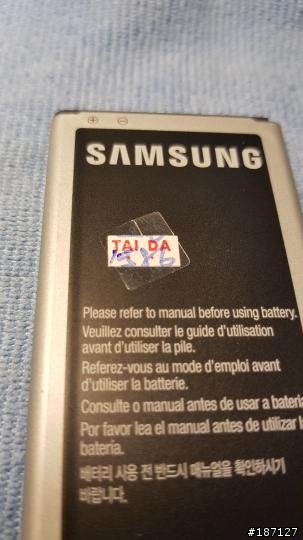 ⊕ ⊖
SAMSUNG
TAI DA
Please refer to manual before using battery.
Veuillez consulter le guide d'utilisation
avant d'utiliser la pile.
Referez-vous au mode d'emploi avant
d'utiliser la batterie.
Consulte o manual antes de usar a bateria
Por favor lea el manual antes de utilizar
bateria.
배터리 사용 전 반드시 매뉴얼을 확인하시기
바랍니다.
#187127